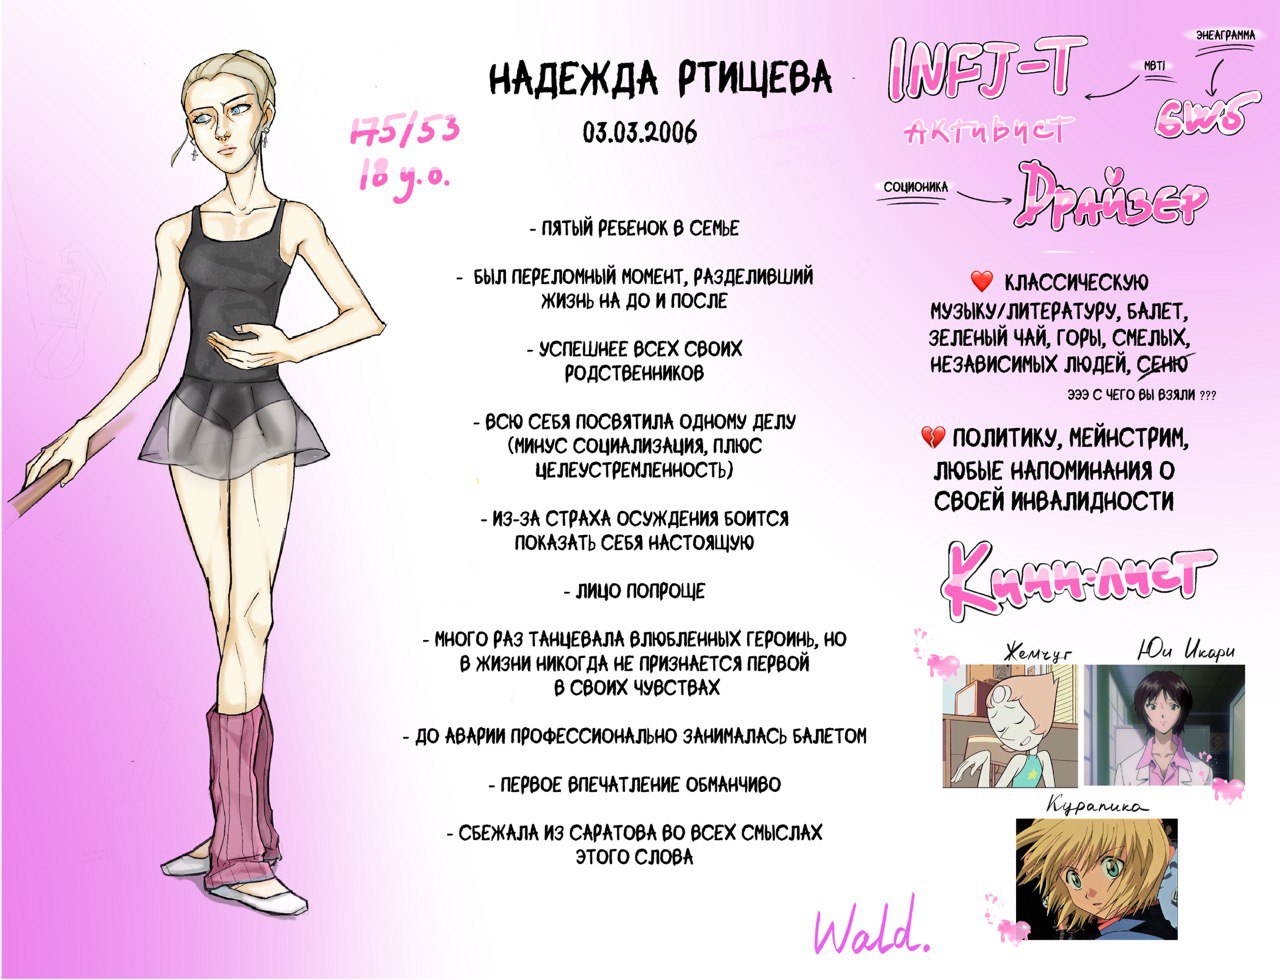 НАДЕЖДА РТИЩЕВА
03.03.2006
175/53
18 y.o.
- ПЯТЫЙ РЕБЕНОК В СЕМЬЕ
- БЫЛ ПЕРЕЛОМНЫЙ МОМЕНТ, РАЗДЕЛИВШИЙ
ЖИЗНЬ НА ДО И ПОСЛЕ
- УСПЕШНЕЕ ВСЕХ СВОИХ
РОДСТВЕННИКОВ
- ВСЮ СЕБЯ ПОСВЯТИЛА ОДНОМУ ДЕЛУ
(МИНУС СОЦИАЛИЗАЦИЯ, ПЛЮС
ЦЕЛЕУСТРЕМЛЕННОСТЬ)
- ИЗ-ЗА СТРАХА ОСУЖДЕНИЯ БОИТСЯ
ПОКАЗАТЬ СЕБЯ НАСТОЯЩУЮ
- ЛИЦО ПОПРОЩЕ
- МНОГО РАЗ ТАНЦЕВАЛА ВЛЮБЛЕННЫХ ГЕРОИНЬ, НО
В ЖИЗНИ НИКОГДА НЕ ПРИЗНАЕТСЯ ПЕРВОЙ
В СВОИХ ЧУВСТВАХ
- ДО АВАРИИ ПРОФЕССИОНАЛЬНО ЗАНИМАЛАСЬ БАЛЕТОМ
- ПЕРВОЕ ВПЕЧАТЛЕНИЕ ОБМАНЧИВО
- СБЕЖАЛА ИЗ САРАТОВА ВО ВСЕХ СМЫСЛАХ
ЭТОГО СЛОВА
INFJ-T
АКТИВИСТ
MBTI
ЭНЕАГРАММА
6W5
СОЦИОНИКА
ДРАЙЗЕР
❤️ КЛАССИЧЕСКУЮ
МУЗЫКУ/ЛИТЕРАТУРУ, БАЛЕТ,
ЗЕЛЕНЫЙ ЧАЙ, ГОРЫ, СМЕЛЫХ,
НЕЗАВИСИМЫХ ЛЮДЕЙ, СЕНЮ
ЭЭЭ С ЧЕГО ВЫ ВЗЯЛИ ???
💔 ПОЛИТИКУ, МЕЙНСТРИМ,
ЛЮБЫЕ НАПОМИНАНИЯ О
СВОЕЙ ИНВАЛИДНОСТИ
Кинн-лист
Жемчуг
Юи Икари
Курапика
Wald.